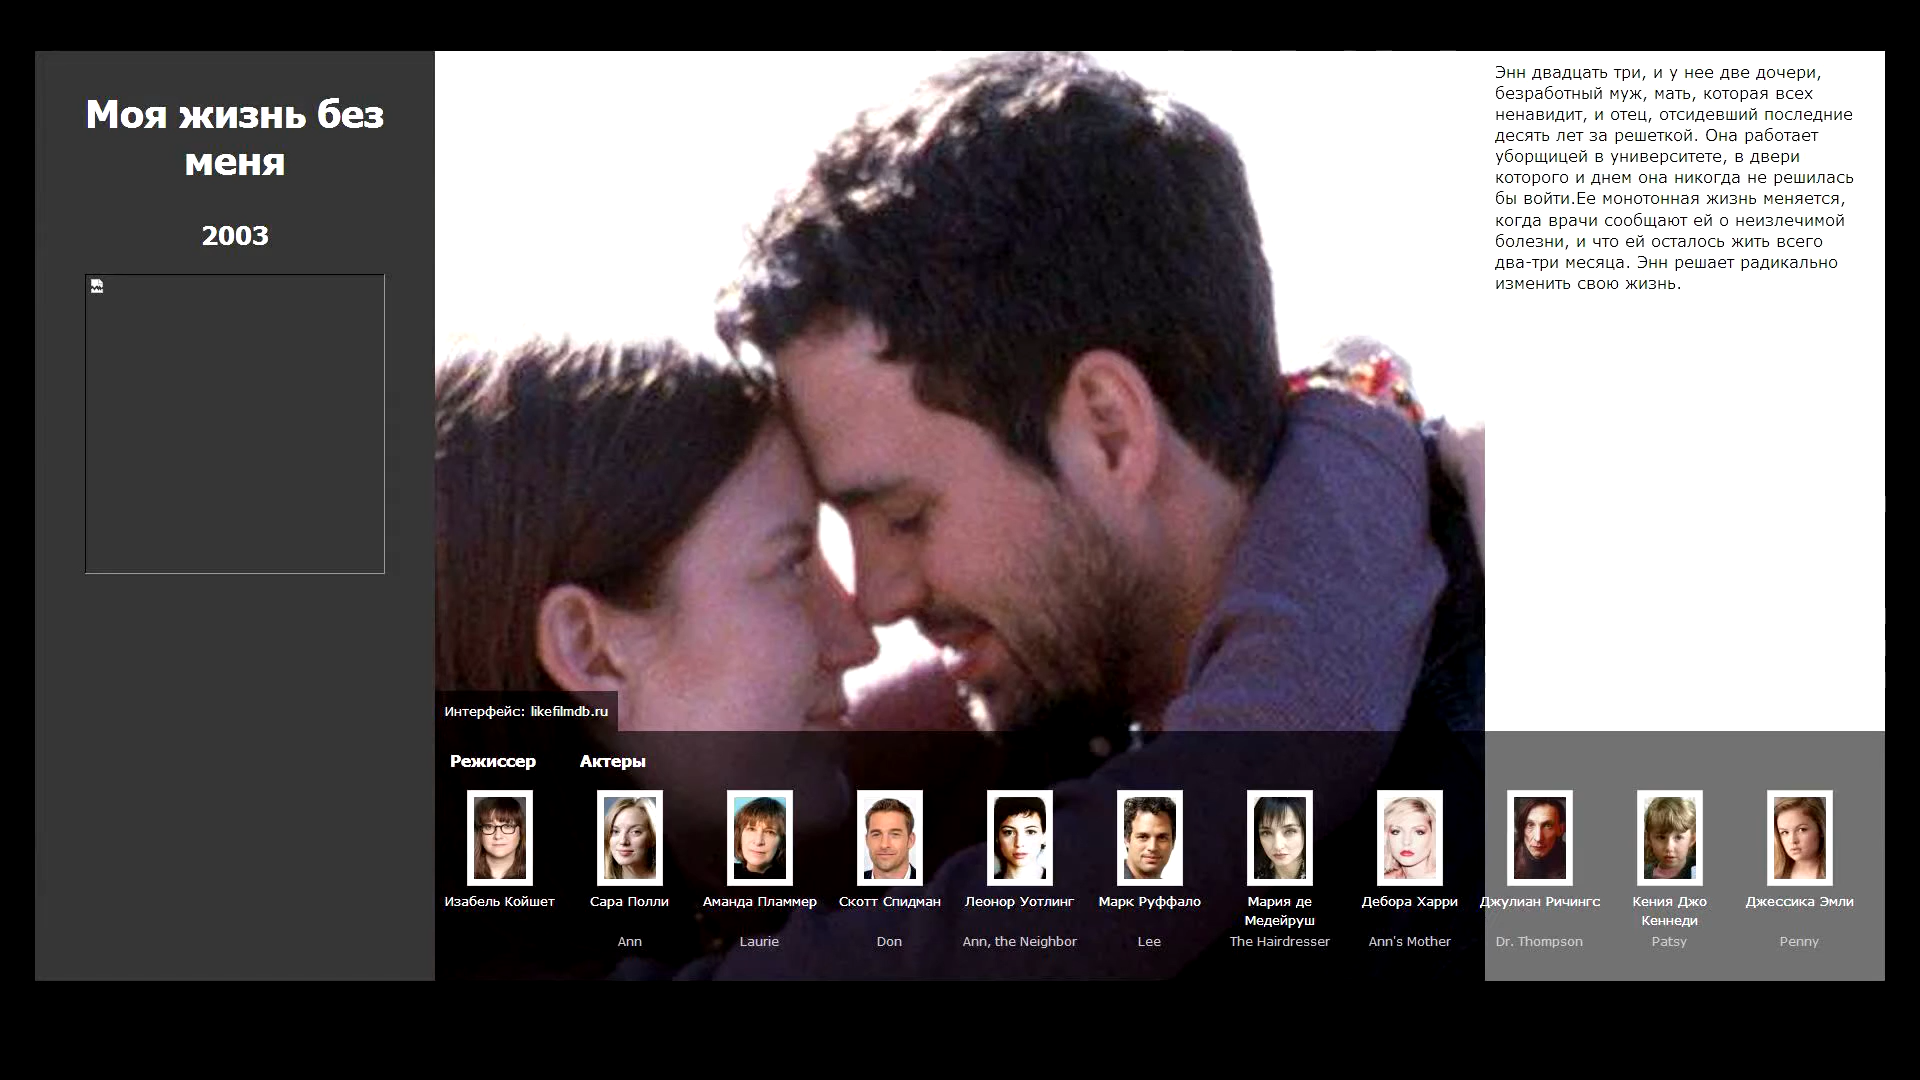 Моя жизнь без
меня
2003
Энн двадцать три, и у нее две дочери,
безработный муж, мать, которая всех
ненавидит, и отец, отсидевший последние
десять лет за решеткой. Она работает
уборщицей в университете, в двери
которого и днем она никогда не решилась
бы войти.Ее монотонная жизнь меняется,
когда врачи сообщают ей о неизлечимой
болезни, и что ей осталось жить всего
два-три месяца. Энн решает радикально
изменить свою жизнь.
Интерфейс: likefilmdb.ru
Режиссер Актеры
Изабель Койшет Сара Полли Аманда Пламмер Скотт Спидман Леонор Уотлинг Марк Руффало Мария де Дебора Харри Джулиан Ричингс Кения Джо Джессика Эмли
Медейруш Кеннеди
Ann Laurie Don Ann, the Neighbor Lee The Hairdresser Ann's Mother Dr. Thompson Patsy Penny